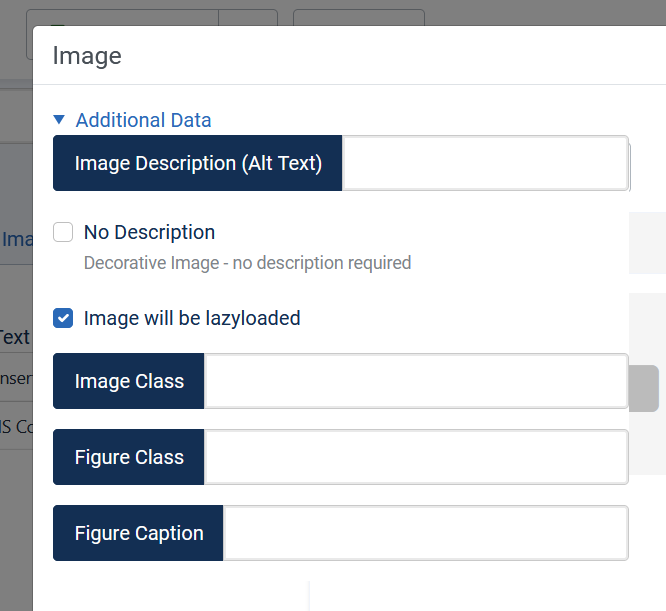 Image
Additional Data
Image Description (Alt Text)
No Description
Ima
Decorative Image - no description required
Image will be lazyloaded
Text
nser
Image Class
IS Co
Figure Class
Figure Caption